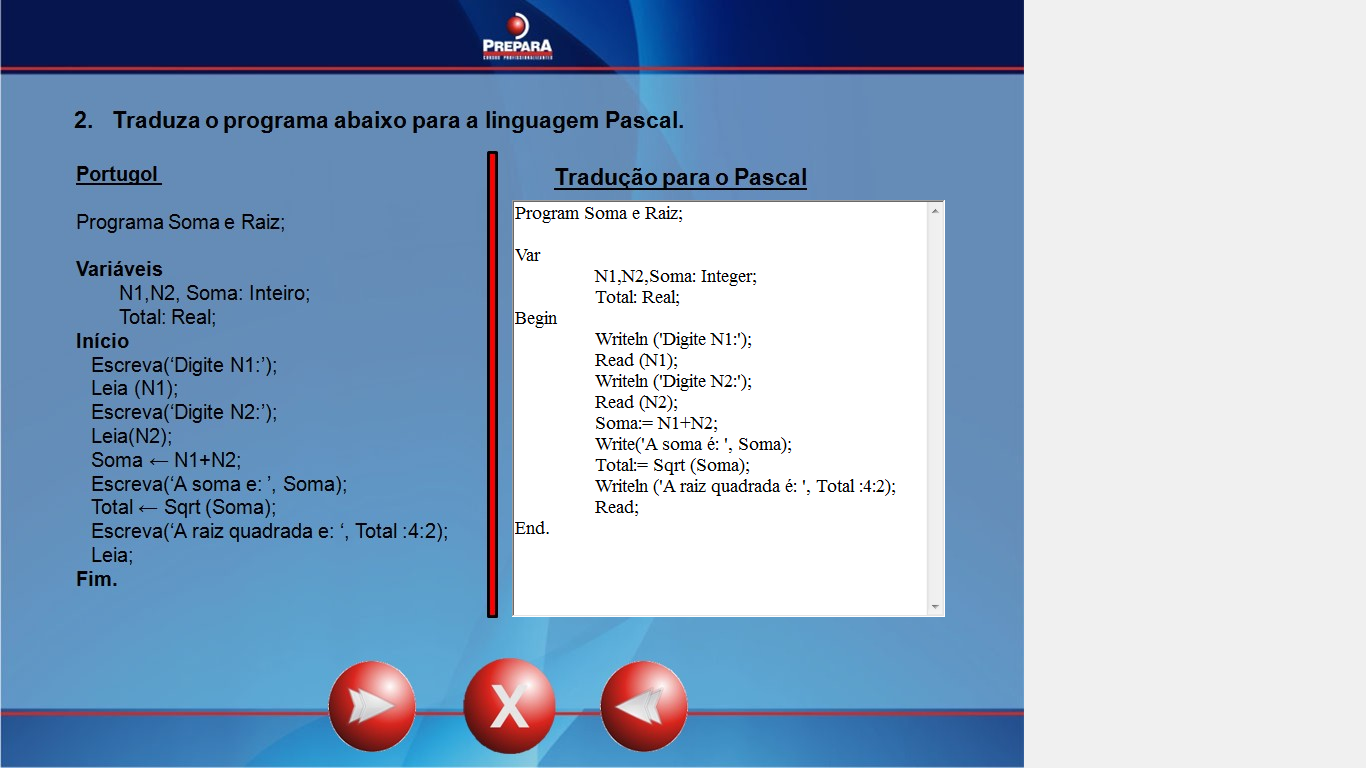 PREPARA
CURSOS PROFISSIONALIZANTES
2. Traduza o programa abaixo para a linguagem Pascal.
Portugol
Programa Soma e Raiz;
Variáveis
N1,N2, Soma: Inteiro;
Total: Real;
Início
Escreva(‘Digite N1:’);
Leia (N1);
Escreva(‘Digite N2:’);
Leia(N2);
Soma ← N1+N2;
Escreva(‘A soma e: ’, Soma);
Total ← Sqrt (Soma);
Escreva(‘A raiz quadrada e: ‘, Total :4:2);
Leia;
Fim.
Tradução para o Pascal
Program Soma e Raiz;
Var
N1,N2,Soma: Integer;
Total: Real;
Begin
Writeln ('Digite N1:');
Read (N1);
Writeln ('Digite N2:');
Read (N2);
Soma:= N1+N2;
Write('A soma é: ', Soma);
Total:= Sqrt (Soma);
Writeln ('A raiz quadrada é: ', Total :4:2);
Read;
End.
X